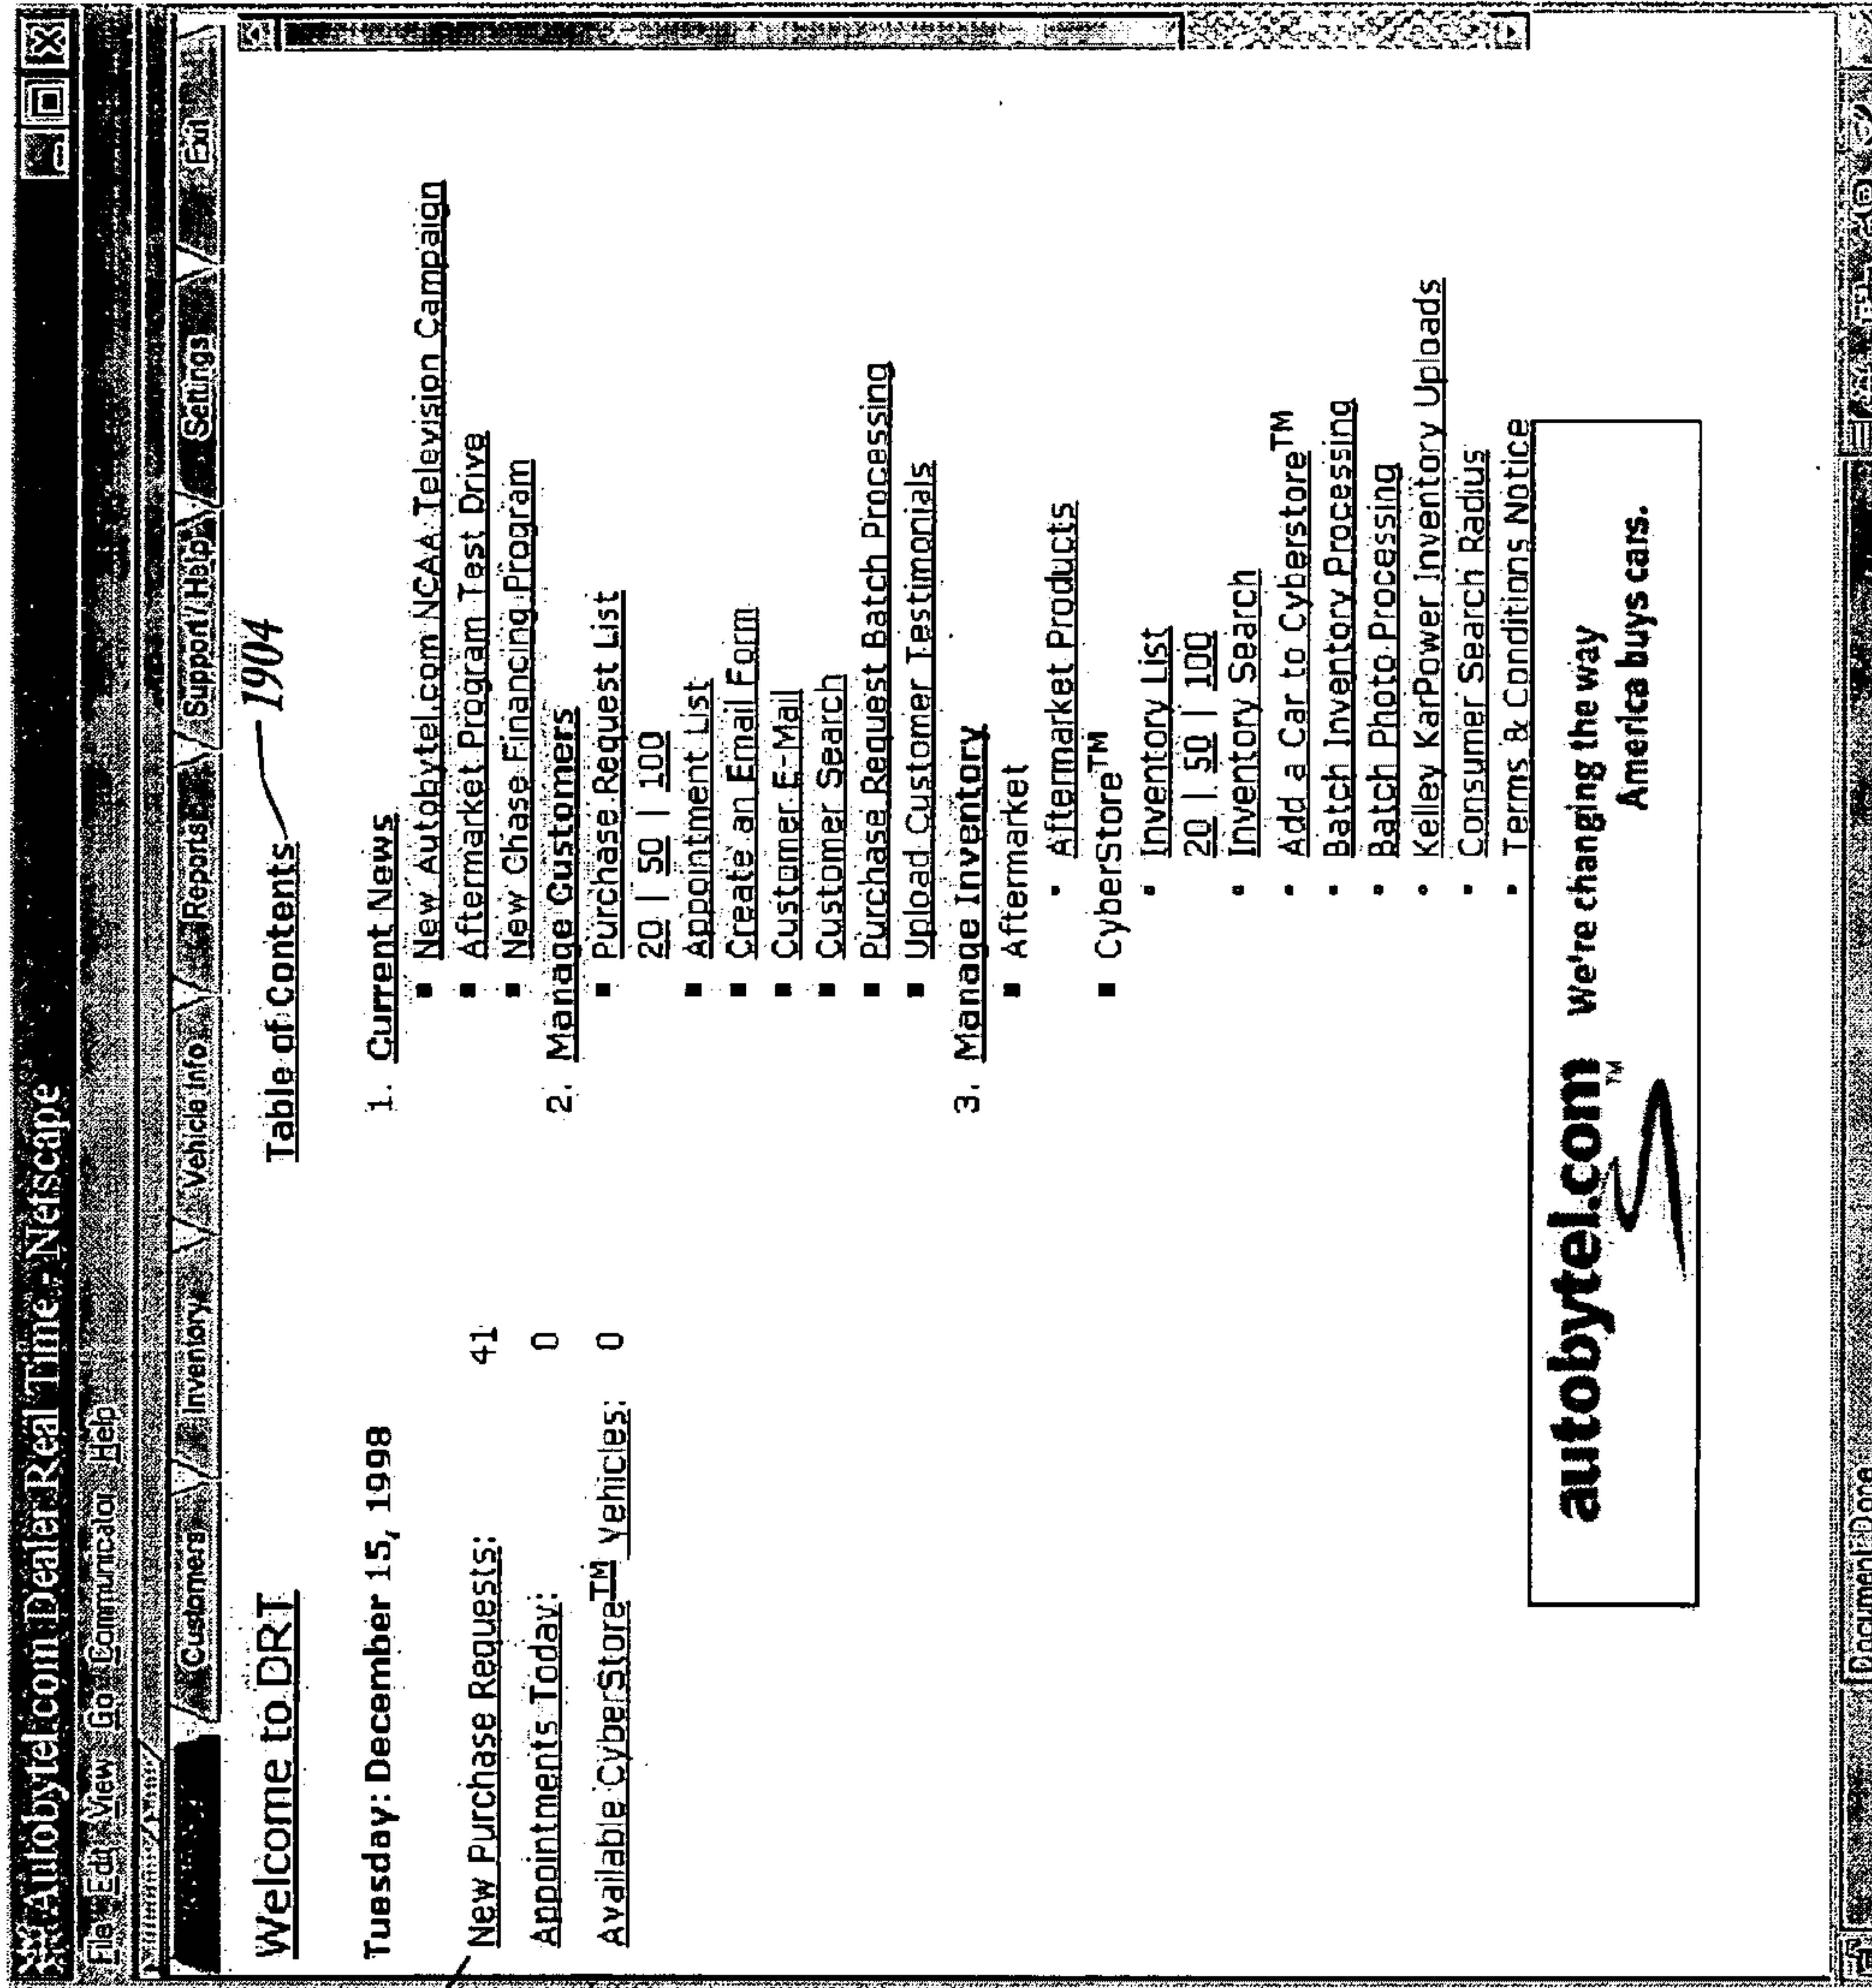 Autobytel.com Dealer Real Time - Netscape
File Edit View Go Communicator Help
Customers Inventory Vehicle Info Reports Support / Help Settings Exit
Welcome to DRT
Tuesday: December 15, 1998
New Purchase Requests: 41
Appointments Today: 0
Available CyberStore™ Vehicles: 0
Table of Contents
1904
1. Current News
▪ New Autobytel.com NCAA Television Campaign
▪ Aftermarket Program Test Drive
▪ New Chase Financing Program
2. Manage Customers
▪ Purchase Request List
20 | 50 | 100
▪ Appointment List
▪ Create an Email Form
▪ Customer E-Mail
▪ Customer Search
▪ Purchase Request Batch Processing
▪ Upload Customer Testimonials
3. Manage Inventory
▪ Aftermarket
▪ Aftermarket Products
▪ CyberStore™
▪ Inventory List
20 | 50 | 100
▪ Inventory Search
▪ Add a Car to Cyberstore™
▪ Batch Inventory Processing
▪ Batch Photo Processing
▪ Kelley KarPower Inventory Uploads
▪ Consumer Search Radius
▪ Terms & Conditions Notice
autobytel.com™
We're changing the way
America buys cars.
Document Done